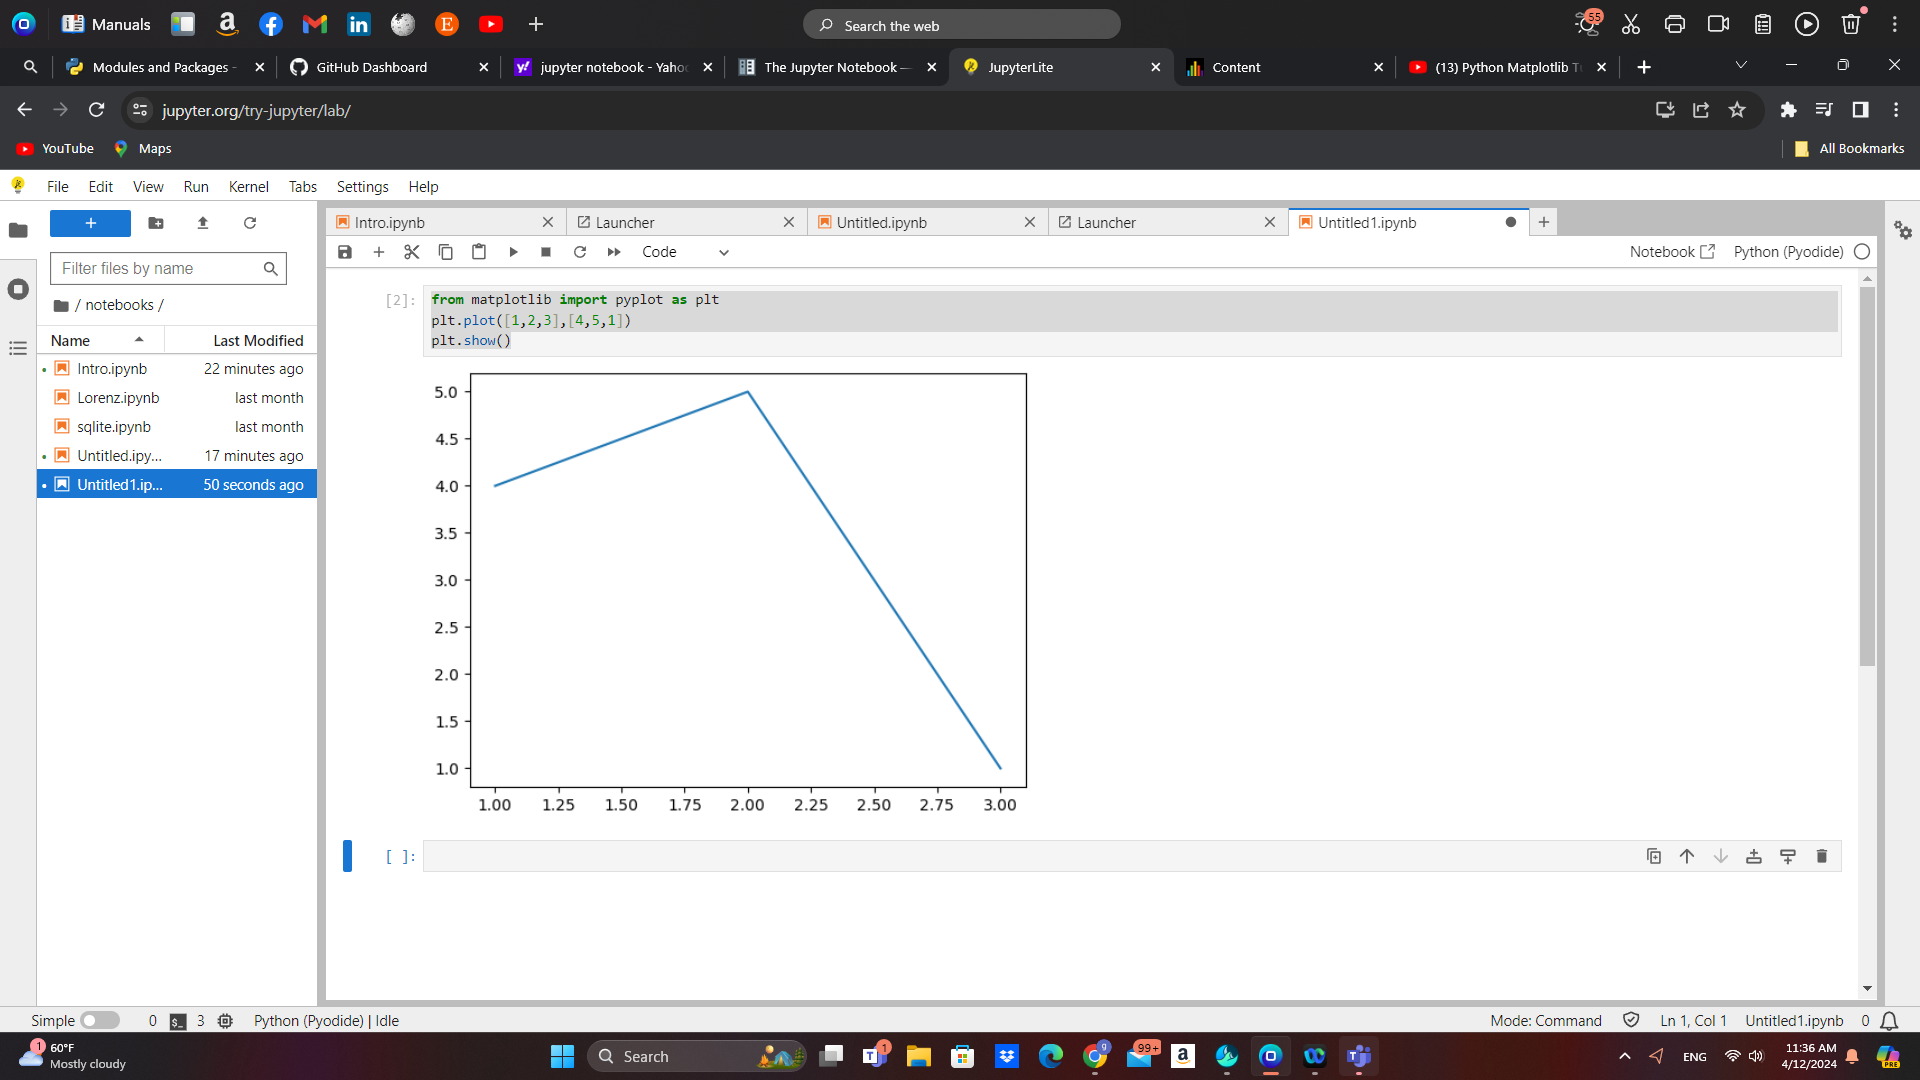 Manuals
Search the web
55
Modules and Packages -
GitHub Dashboard
jupyter notebook - Yahoo
The Jupyter Notebook —
JupyterLite
Content
(13) Python Matplotlib T
jupyter.org/try-jupyter/lab/
YouTube
Maps
All Bookmarks
File Edit View Run Kernel Tabs Settings Help
Intro.ipynb
Launcher
Untitled.ipynb
Launcher
Untitled1.ipynb
Code
Notebook
Python (Pyodide)
Filter files by name
/ notebooks /
Name Last Modified
Intro.ipynb 22 minutes ago
Lorenz.ipynb last month
sqlite.ipynb last month
Untitled.ipy... 17 minutes ago
Untitled1.ip... 50 seconds ago
[2]:
from matplotlib import pyplot as plt
plt.plot([1,2,3],[4,5,1])
plt.show()
5.0
4.5
4.0
3.5
3.0
2.5
2.0
1.5
1.0
1.00 1.25 1.50 1.75 2.00 2.25 2.50 2.75 3.00
[ ]:
Simple 0 3 Python (Pyodide) | Idle
Mode: Command Ln 1, Col 1 Untitled1.ipynb 0
1
60°F
Mostly cloudy
Search
1
9
99+
ENG
11:36 AM
4/12/2024
PRE